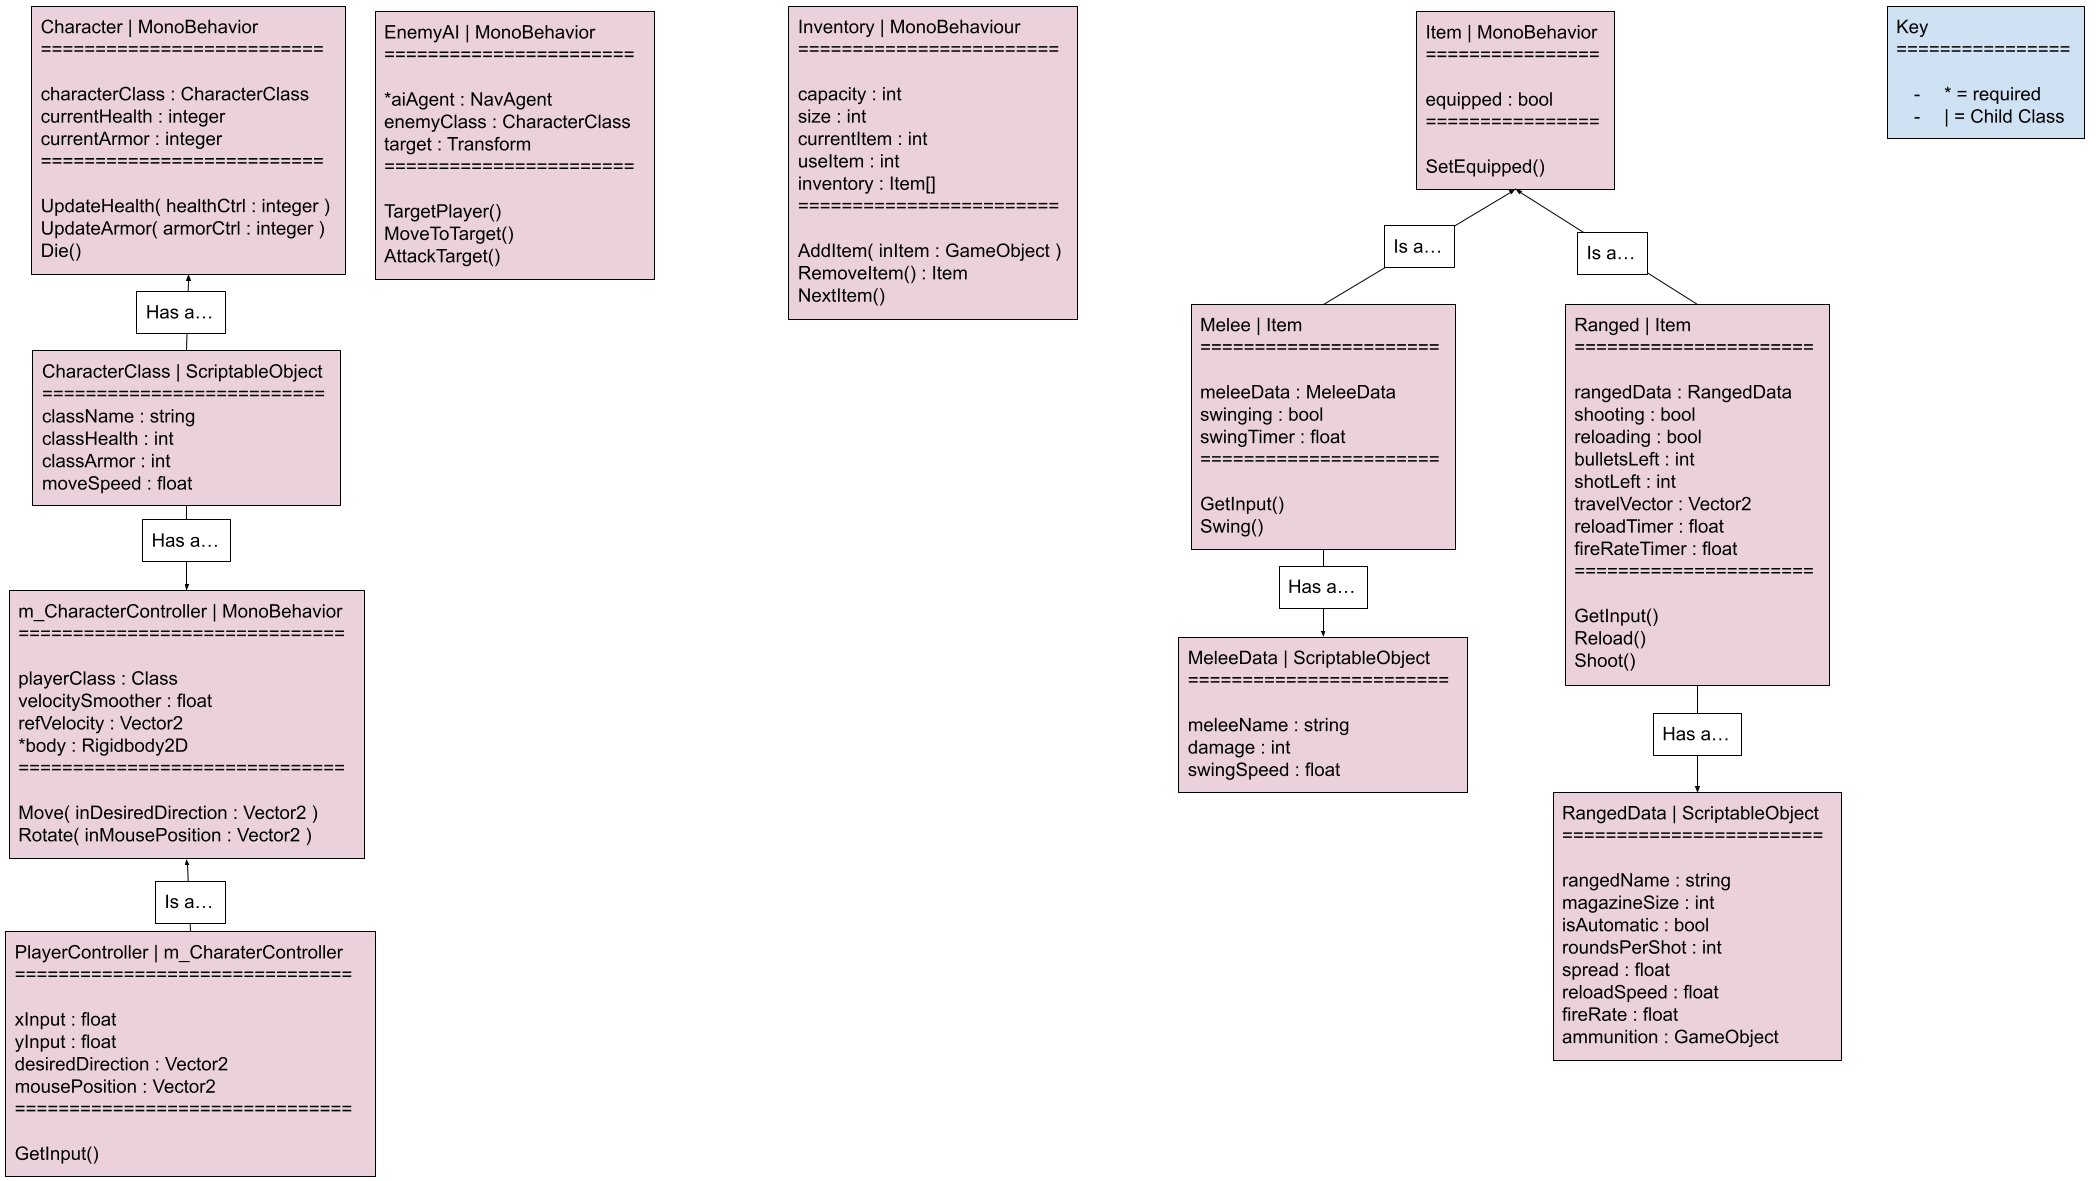 Character | MonoBehavior
==========================
characterClass : CharacterClass
currentHealth : integer
currentArmor : integer
==========================
UpdateHealth( healthCtrl : integer )
UpdateArmor( armorCtrl : integer )
Die()
Has a…
CharacterClass | ScriptableObject
==========================
className : string
classHealth : int
classArmor : int
moveSpeed : float
Has a…
m_CharacterController | MonoBehavior
==============================
playerClass : Class
velocitySmoother : float
refVelocity : Vector2
*body : Rigidbody2D
==============================
Move( inDesiredDirection : Vector2 )
Rotate( inMousePosition : Vector2 )
Is a…
PlayerController | m_CharaterController
===============================
xInput : float
yInput : float
desiredDirection : Vector2
mousePosition : Vector2
===============================
GetInput()
EnemyAI | MonoBehavior
=======================
*aiAgent : NavAgent
enemyClass : CharacterClass
target : Transform
=======================
TargetPlayer()
MoveToTarget()
AttackTarget()
Inventory | MonoBehaviour
========================
capacity : int
size : int
currentItem : int
useItem : int
inventory : Item[]
========================
AddItem( inItem : GameObject )
RemoveItem() : Item
NextItem()
Item | MonoBehavior
================
equipped : bool
================
SetEquipped()
Is a…
Is a…
Melee | Item
======================
meleeData : MeleeData
swinging : bool
swingTimer : float
======================
GetInput()
Swing()
Has a…
MeleeData | ScriptableObject
========================
meleeName : string
damage : int
swingSpeed : float
Ranged | Item
======================
rangedData : RangedData
shooting : bool
reloading : bool
bulletsLeft : int
shotLeft : int
travelVector : Vector2
reloadTimer : float
fireRateTimer : float
======================
GetInput()
Reload()
Shoot()
Has a…
RangedData | ScriptableObject
========================
rangedName : string
magazineSize : int
isAutomatic : bool
roundsPerShot : int
spread : float
reloadSpeed : float
fireRate : float
ammunition : GameObject
Key
================
- * = required
- | = Child Class